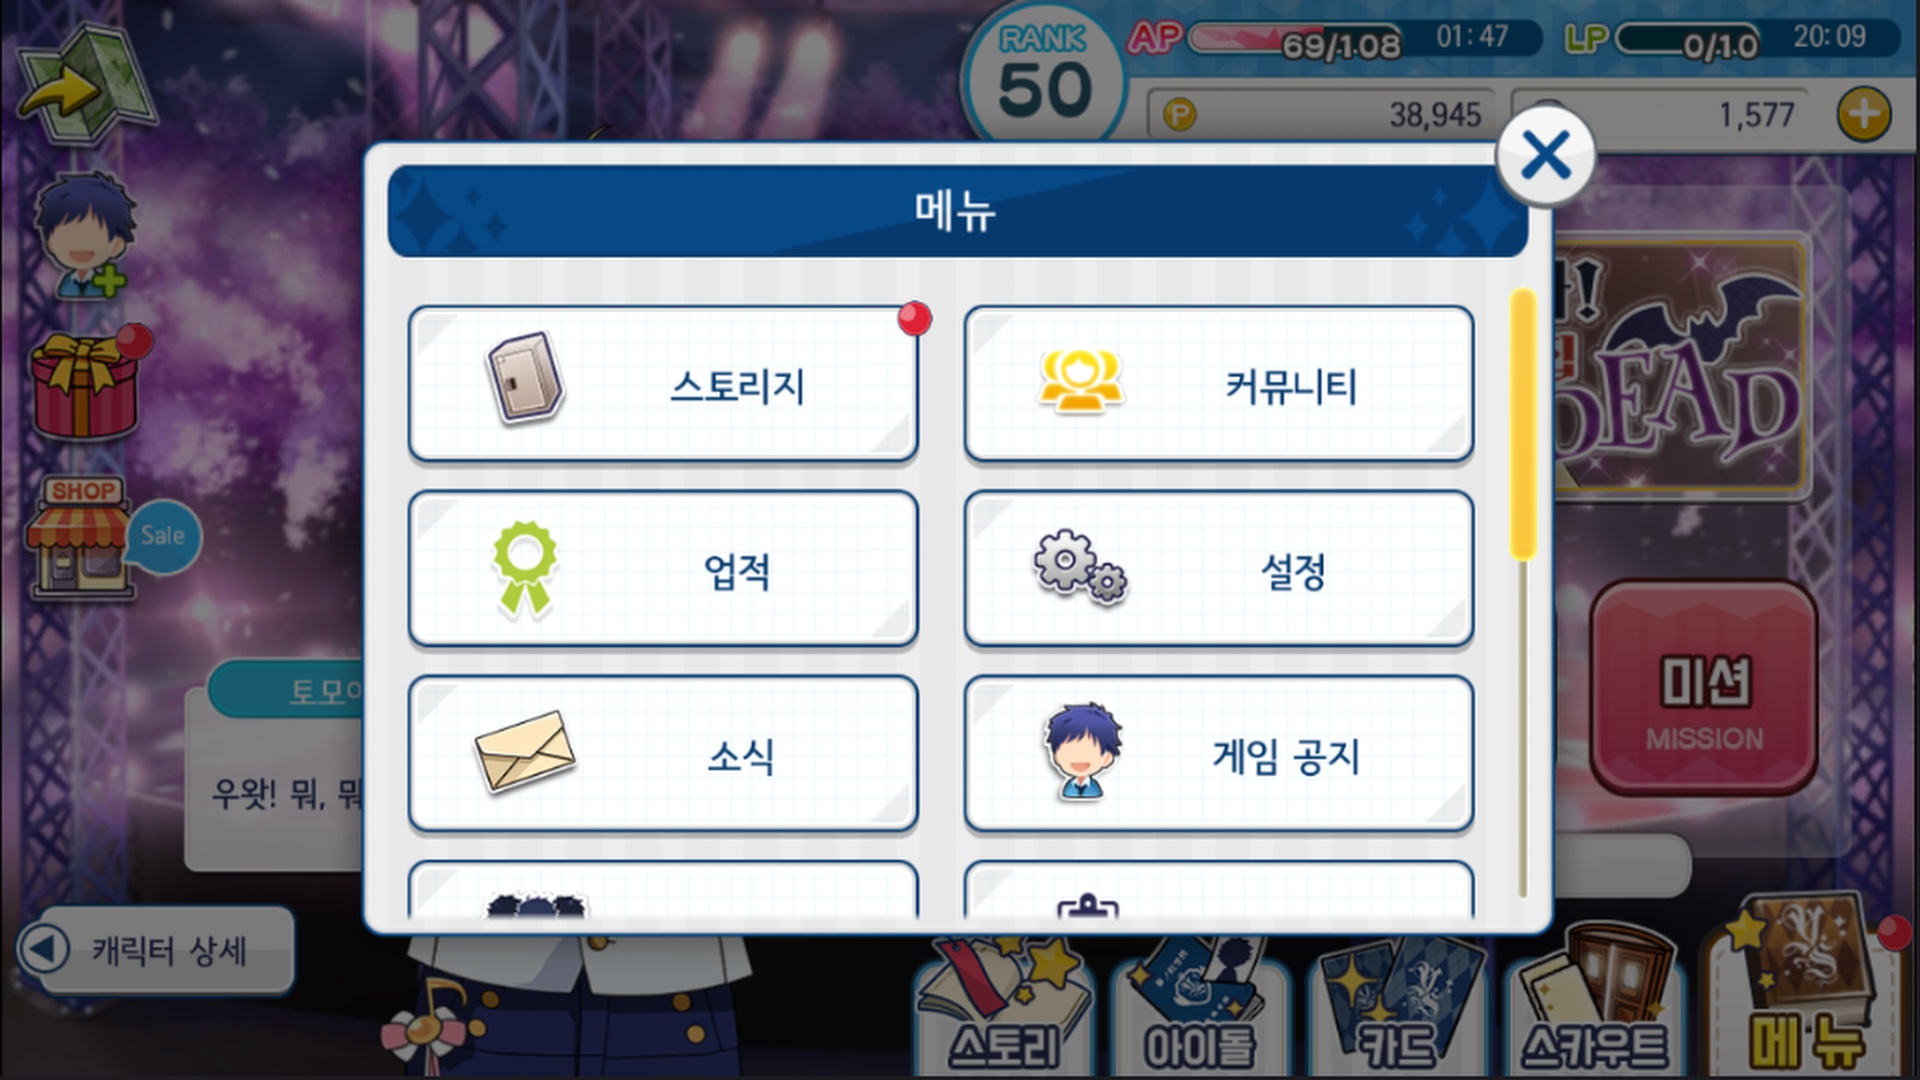 RANK
50
AP
69/108
01:47
LP
0/10
20:09
P
38,945
1,577
메뉴
스토리지
커뮤니티
업적
설정
소식
게임 공지
SHOP
Sale
DEAD
미션
MISSION
우왓! 뭐, 뭐
캐릭터 상세
스토리
아이돌
카드
스카우트
메뉴